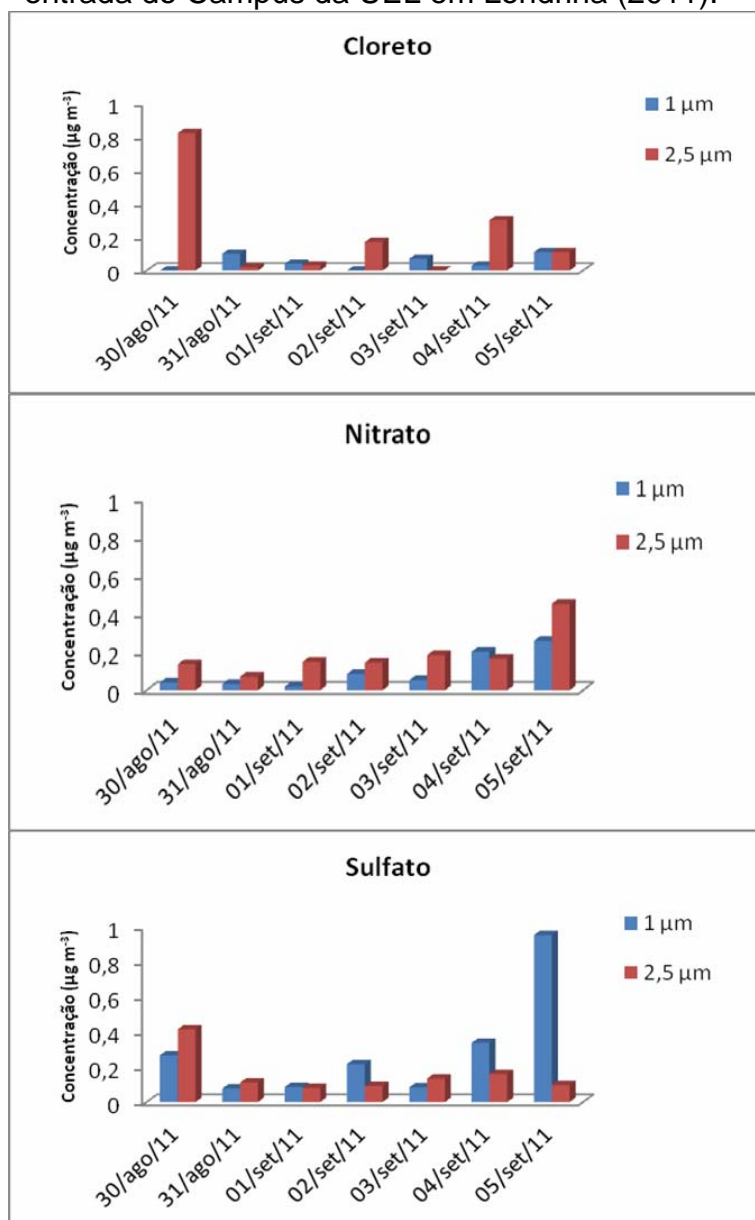 Cloreto
Concentração (µg m⁻³)
1
0,8
0,6
0,4
0,2
0
30/ago/11
31/ago/11
01/set/11
02/set/11
03/set/11
04/set/11
05/set/11
1 µm
2,5 µm
Nitrato
Concentração (µg m⁻³)
1
0,8
0,6
0,4
0,2
0
30/ago/11
31/ago/11
01/set/11
02/set/11
03/set/11
04/set/11
05/set/11
1 µm
2,5 µm
Sulfato
Concentração (µg m⁻³)
1
0,8
0,6
0,4
0,2
0
30/ago/11
31/ago/11
01/set/11
02/set/11
03/set/11
04/set/11
05/set/11
1 µm
2,5 µm